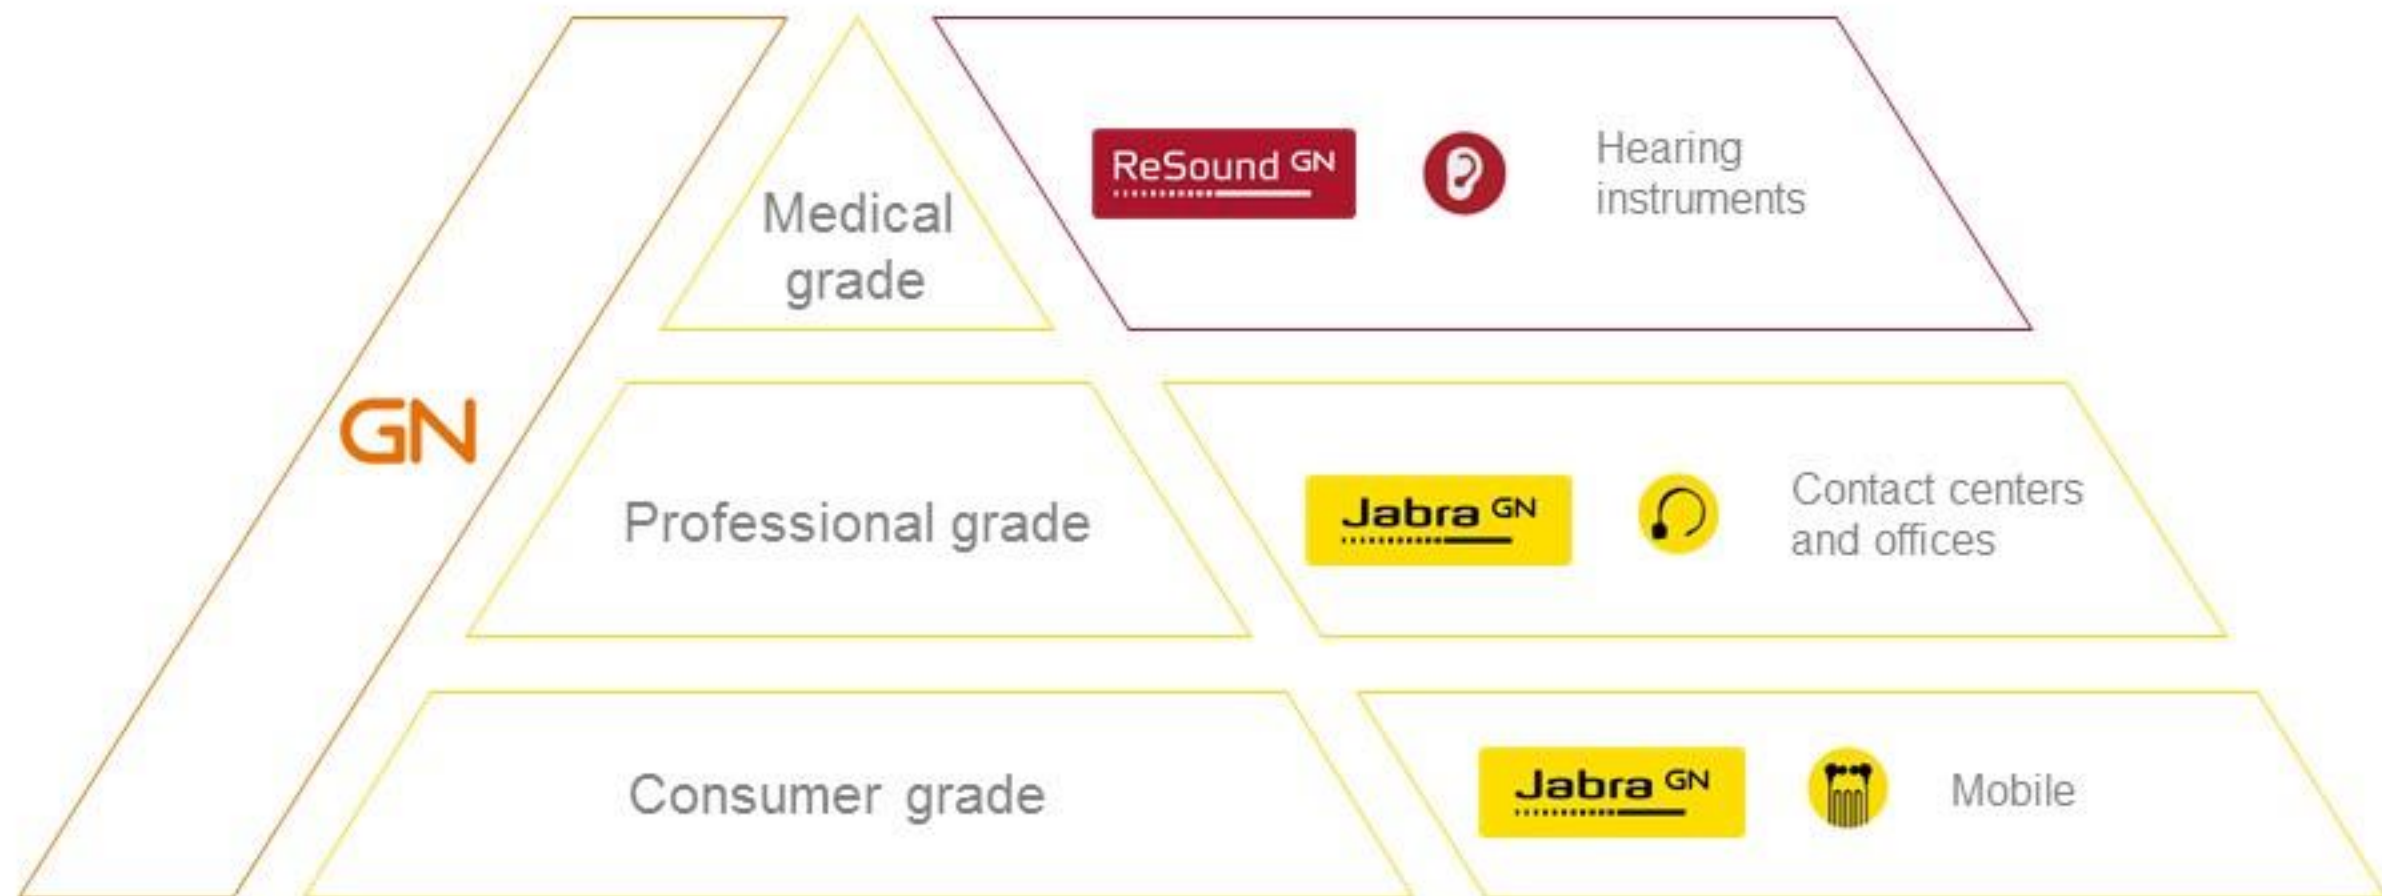 GN
Medical
grade
ReSound GN
Hearing
instruments
Professional grade
Jabra GN
Contact centers
and offices
Consumer grade
Jabra GN
Mobile